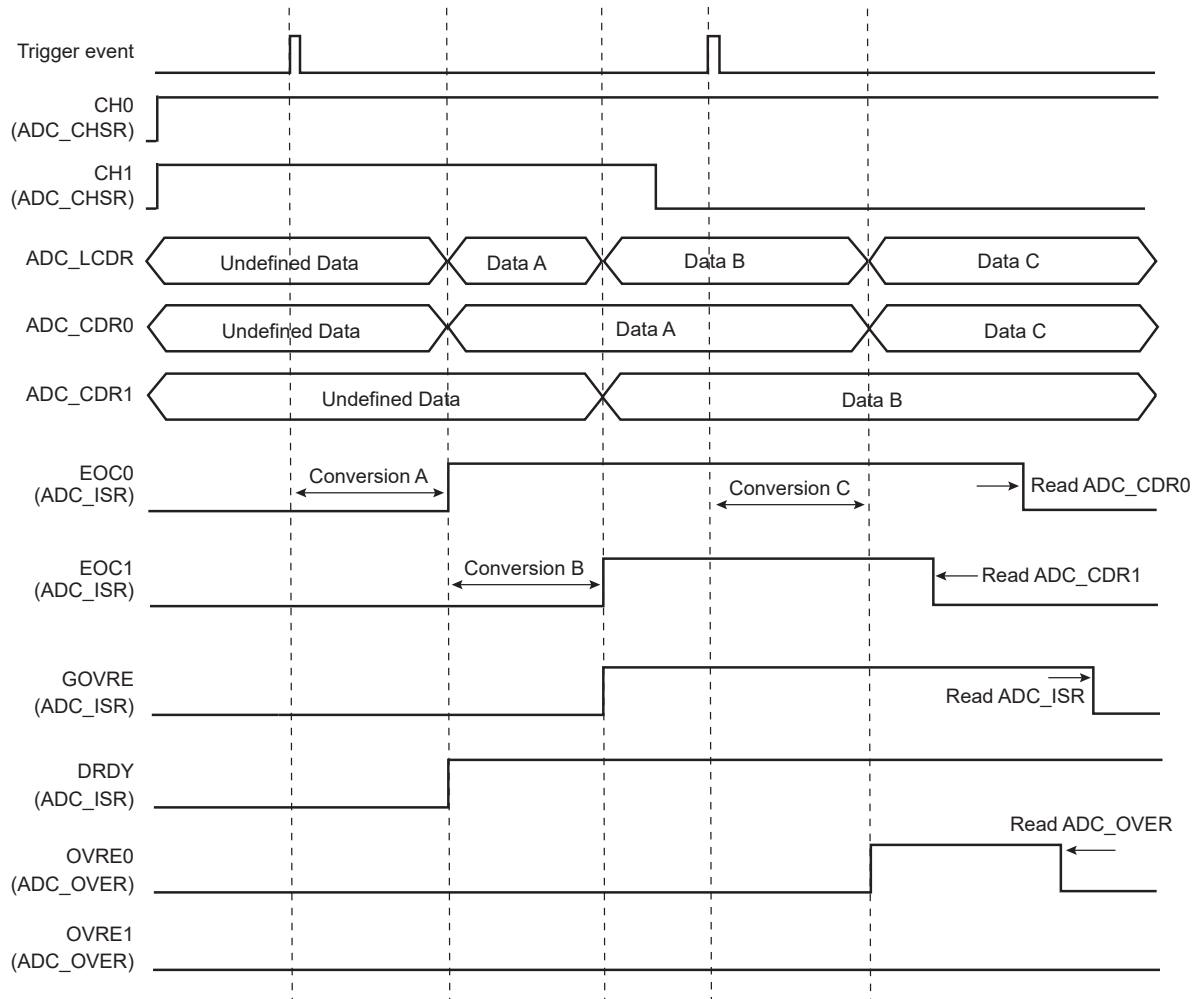 Trigger event
CH0
(ADC_CHSR)
CH1
(ADC_CHSR)
ADC_LCDR
Undefined Data
Data A
Data B
Data C
ADC_CDR0
Undefined Data
Data A
Data C
ADC_CDR1
Undefined Data
Data B
EOC0
(ADC_ISR)
Conversion A
Conversion C
Read ADC_CDR0
EOC1
(ADC_ISR)
Conversion B
Read ADC_CDR1
GOVRE
(ADC_ISR)
Read ADC_ISR
DRDY
(ADC_ISR)
Read ADC_OVER
OVRE0
(ADC_OVER)
OVRE1
(ADC_OVER)